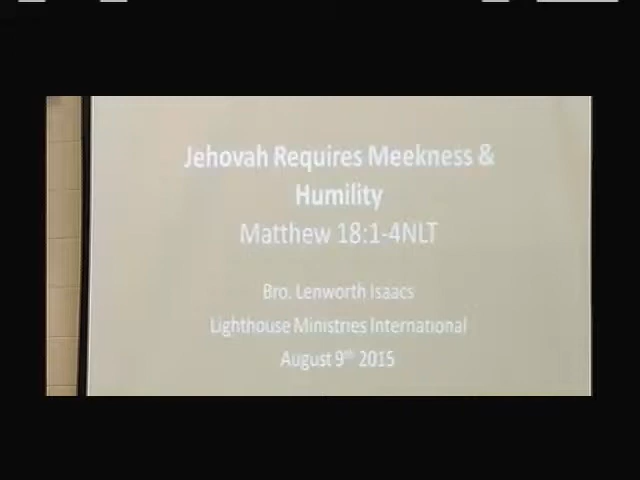 Jehovah Requires Meekness &
Humility
Matthew 18:1-4NLT
Bro. Lenworth Isaacs
Lighthouse Ministries International
August 9th 2015